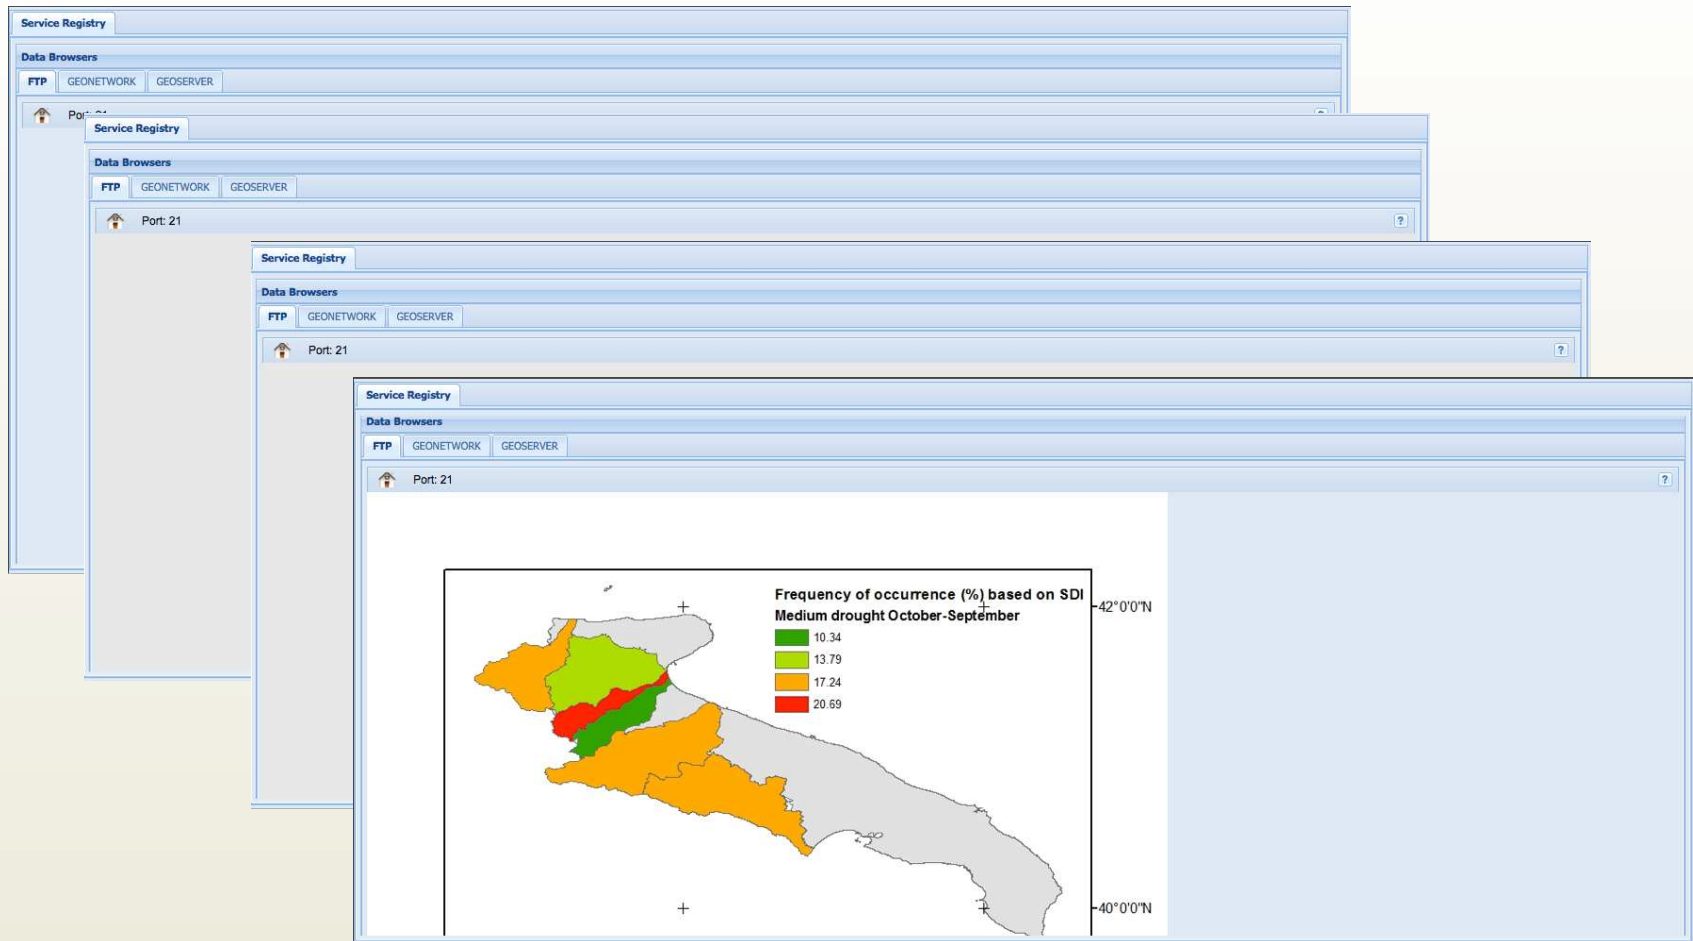 Service Registry
Data Browsers
FTP GEONETWORK GEOSERVER
Service Registry
Data Browsers
FTP GEONETWORK GEOSERVER
Port: 21 ?
Service Registry
Data Browsers
FTP GEONETWORK GEOSERVER
Port: 21 ?
Service Registry
Data Browsers
FTP GEONETWORK GEOSERVER
Port: 21 ?
Frequency of occurrence (%) based on SDI
42°0'0"N
Medium drought October-September
10.34
13.79
17.24
20.69
40°0'0"N